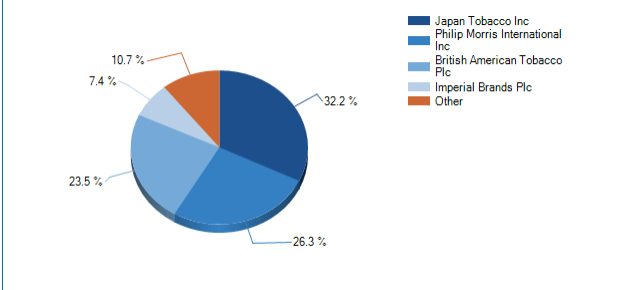 Japan Tobacco Inc
Philip Morris International
Inc
British American Tobacco
Plc
Imperial Brands Plc
Other
10.7 %
7.4 %
32.2 %
23.5 %
26.3 %